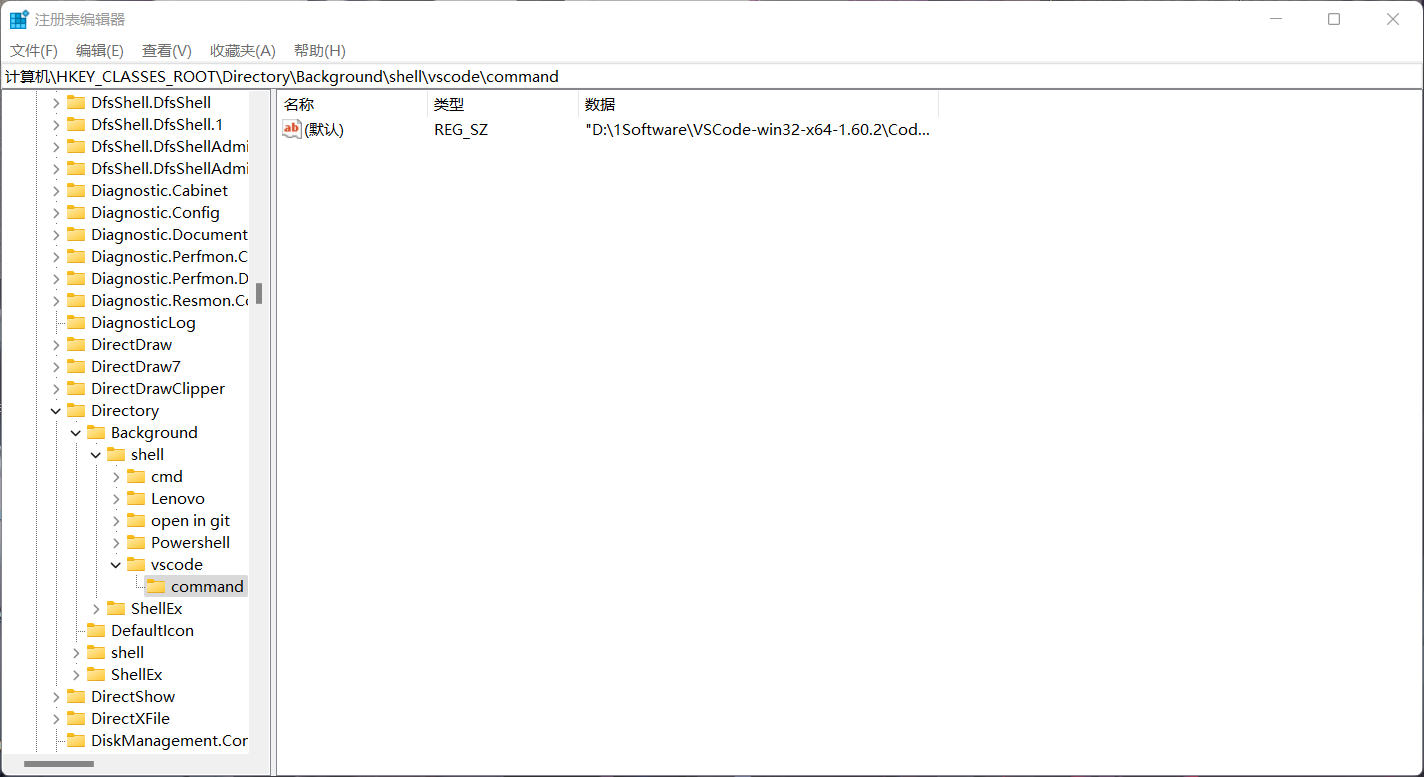 注册表编辑器
文件(F) 编辑(E) 查看(V) 收藏夹(A) 帮助(H)
计算机\HKEY_CLASSES_ROOT\Directory\Background\shell\vscode\command
DfsShell.DfsShell
DfsShell.DfsShell.1
DfsShell.DfsShellAdmi
DfsShell.DfsShellAdmi
Diagnostic.Cabinet
Diagnostic.Config
Diagnostic.Document
Diagnostic.Perfmon.C
Diagnostic.Perfmon.D
Diagnostic.Resmon.Co
DiagnosticLog
DirectDraw
DirectDraw7
DirectDrawClipper
Directory
Background
shell
cmd
Lenovo
open in git
Powershell
vscode
command
ShellEx
DefaultIcon
shell
ShellEx
DirectShow
DirectXFile
DiskManagement.Con
名称 类型 数据
ab (默认) REG_SZ "D:\1Software\VSCode-win32-x64-1.60.2\Cod...